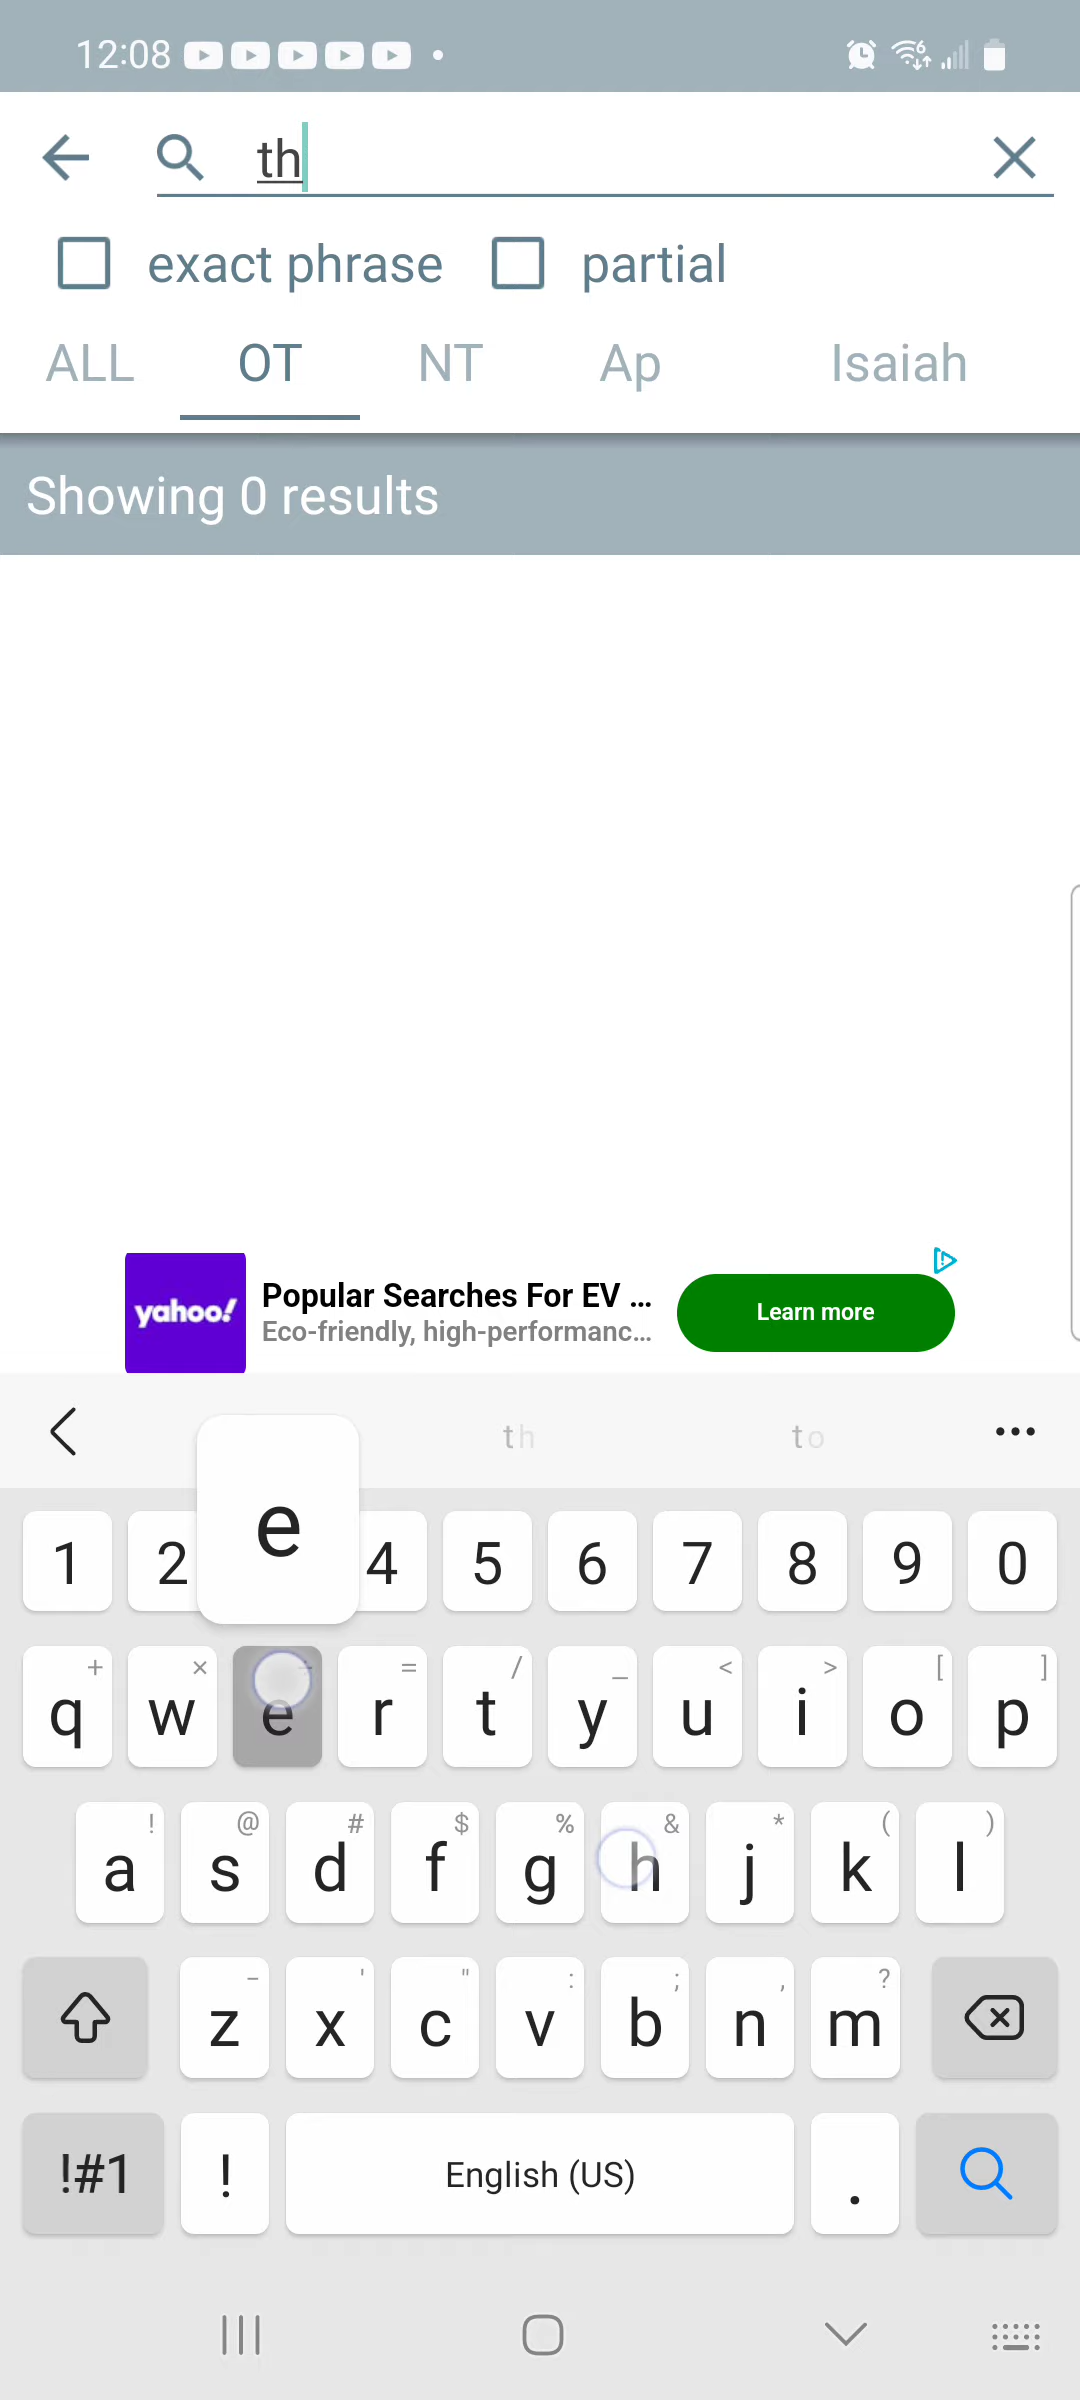 12:08
th
exact phrase partial
ALL OT NT Ap Isaiah
Showing 0 results
yahoo!
Popular Searches For EV ...
Eco-friendly, high-performanc...
Learn more
th to
e
1 2 4 5 6 7 8 9 0
+ × ÷ = / _ < > [ ]
q w e r t y u i o p
! @ # $ % & * ( )
a s d f g h j k l
- ' " : ; , ?
z x c v b n m
!#1 ! English (US) .